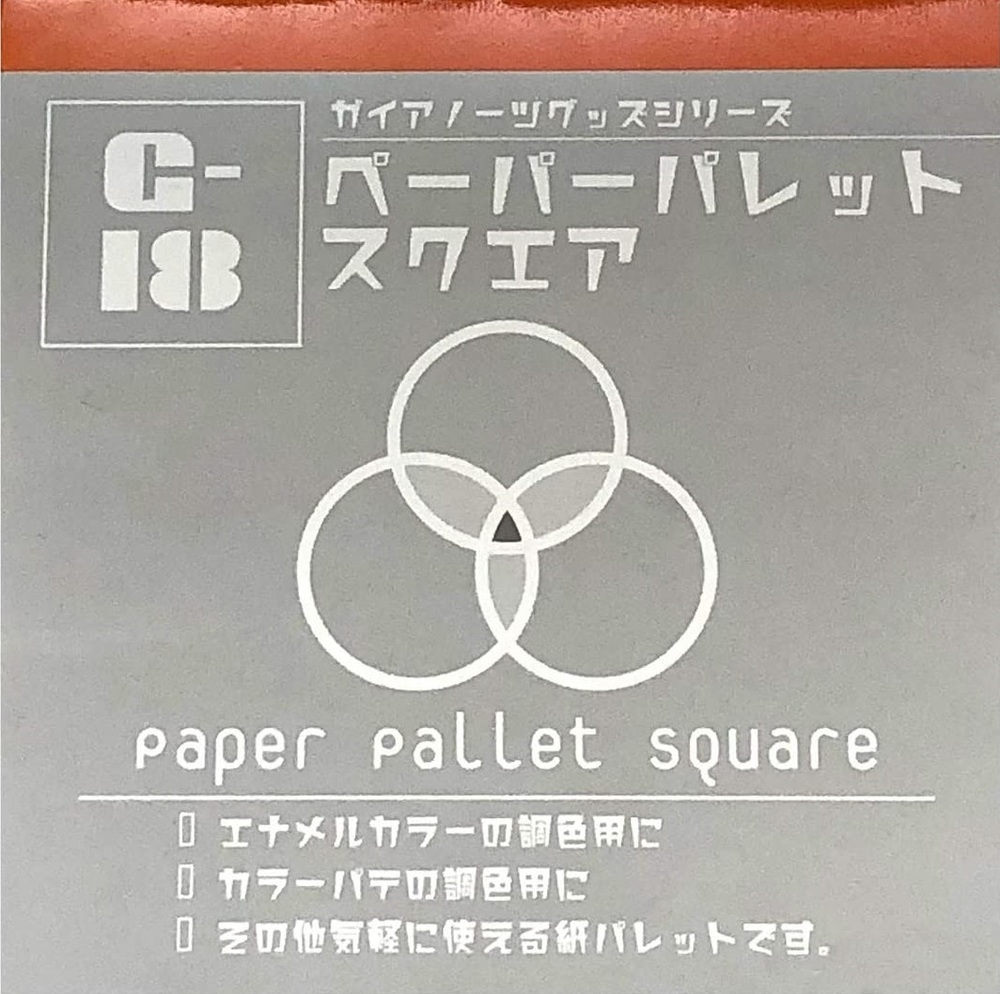 G-
18
ガイアノーツグッズシリーズ
ペーパーパレット
スクエア
paper pallet square
▯ エナメルカラーの調色用に
▯ カラーパテの調色用に
▯ その他気軽に使える紙パレットです。